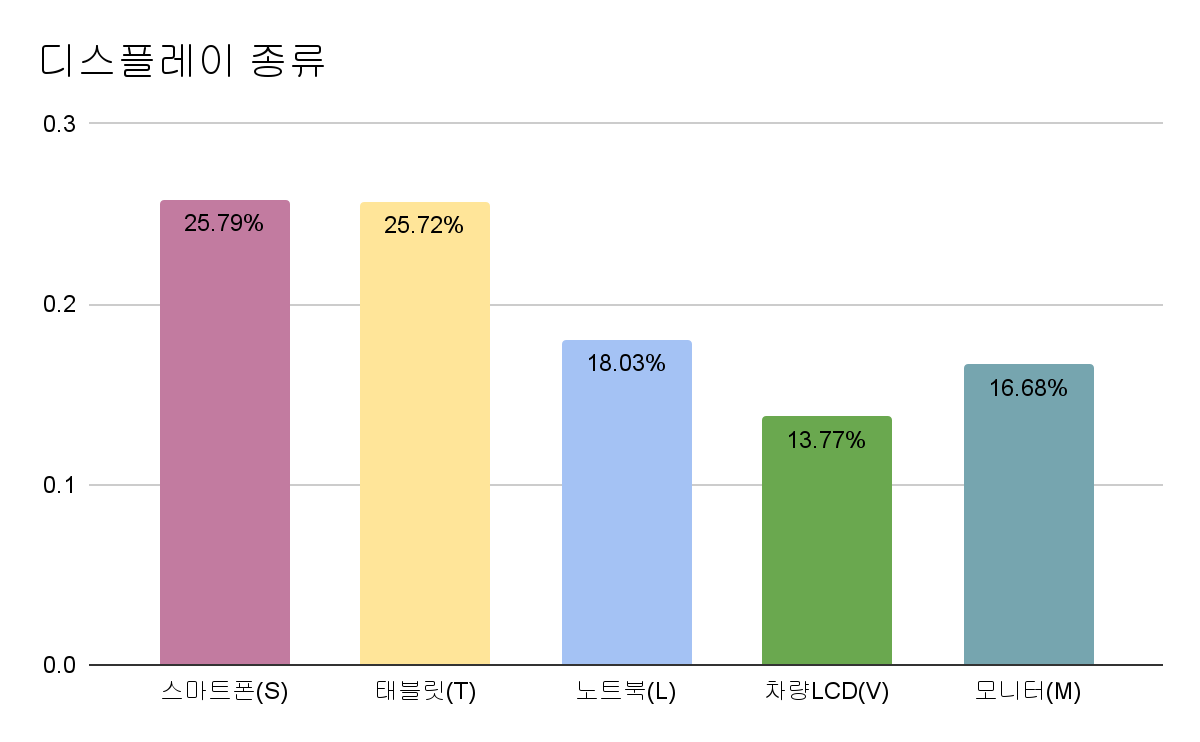 디스플레이 종류
0.3
0.2
0.1
0.0
25.79%
25.72%
18.03%
13.77%
16.68%
스마트폰(S)
태블릿(T)
노트북(L)
차량LCD(V)
모니터(M)